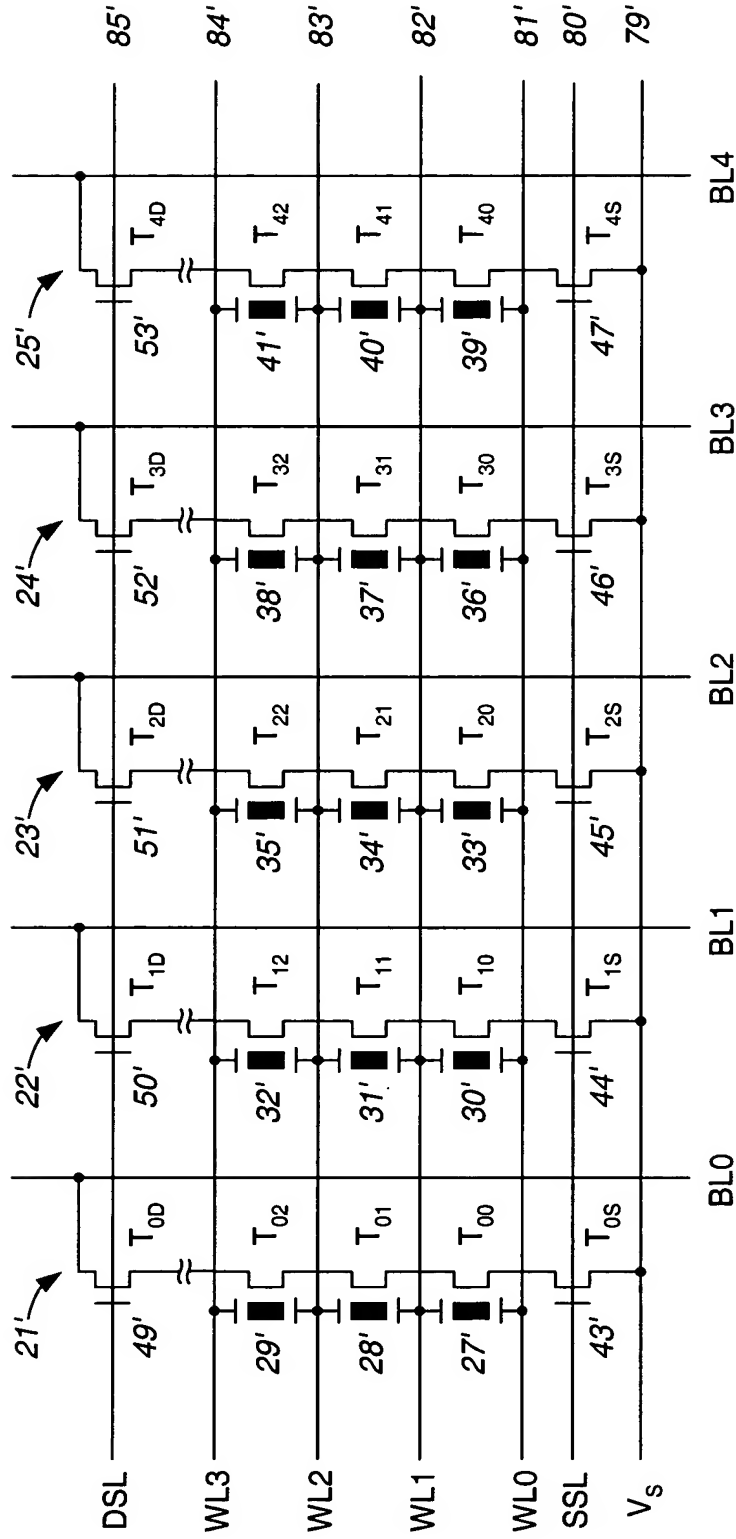 21' 22' 23' 24' 25'
DSL 85'
49' T0D 50' T1D 51' T2D 52' T3D 53' T4D
WL3 84'
29' T02 32' T12 35' T22 38' T32 41' T42
WL2 83'
28' T01 31' T11 34' T21 37' T31 40' T41
WL1 82'
27' T00 30' T10 33' T20 36' T30 39' T40
WL0 81'
SSL 80'
43' T0S 44' T1S 45' T2S 46' T3S 47' T4S
VS 79'
BL0 BL1 BL2 BL3 BL4